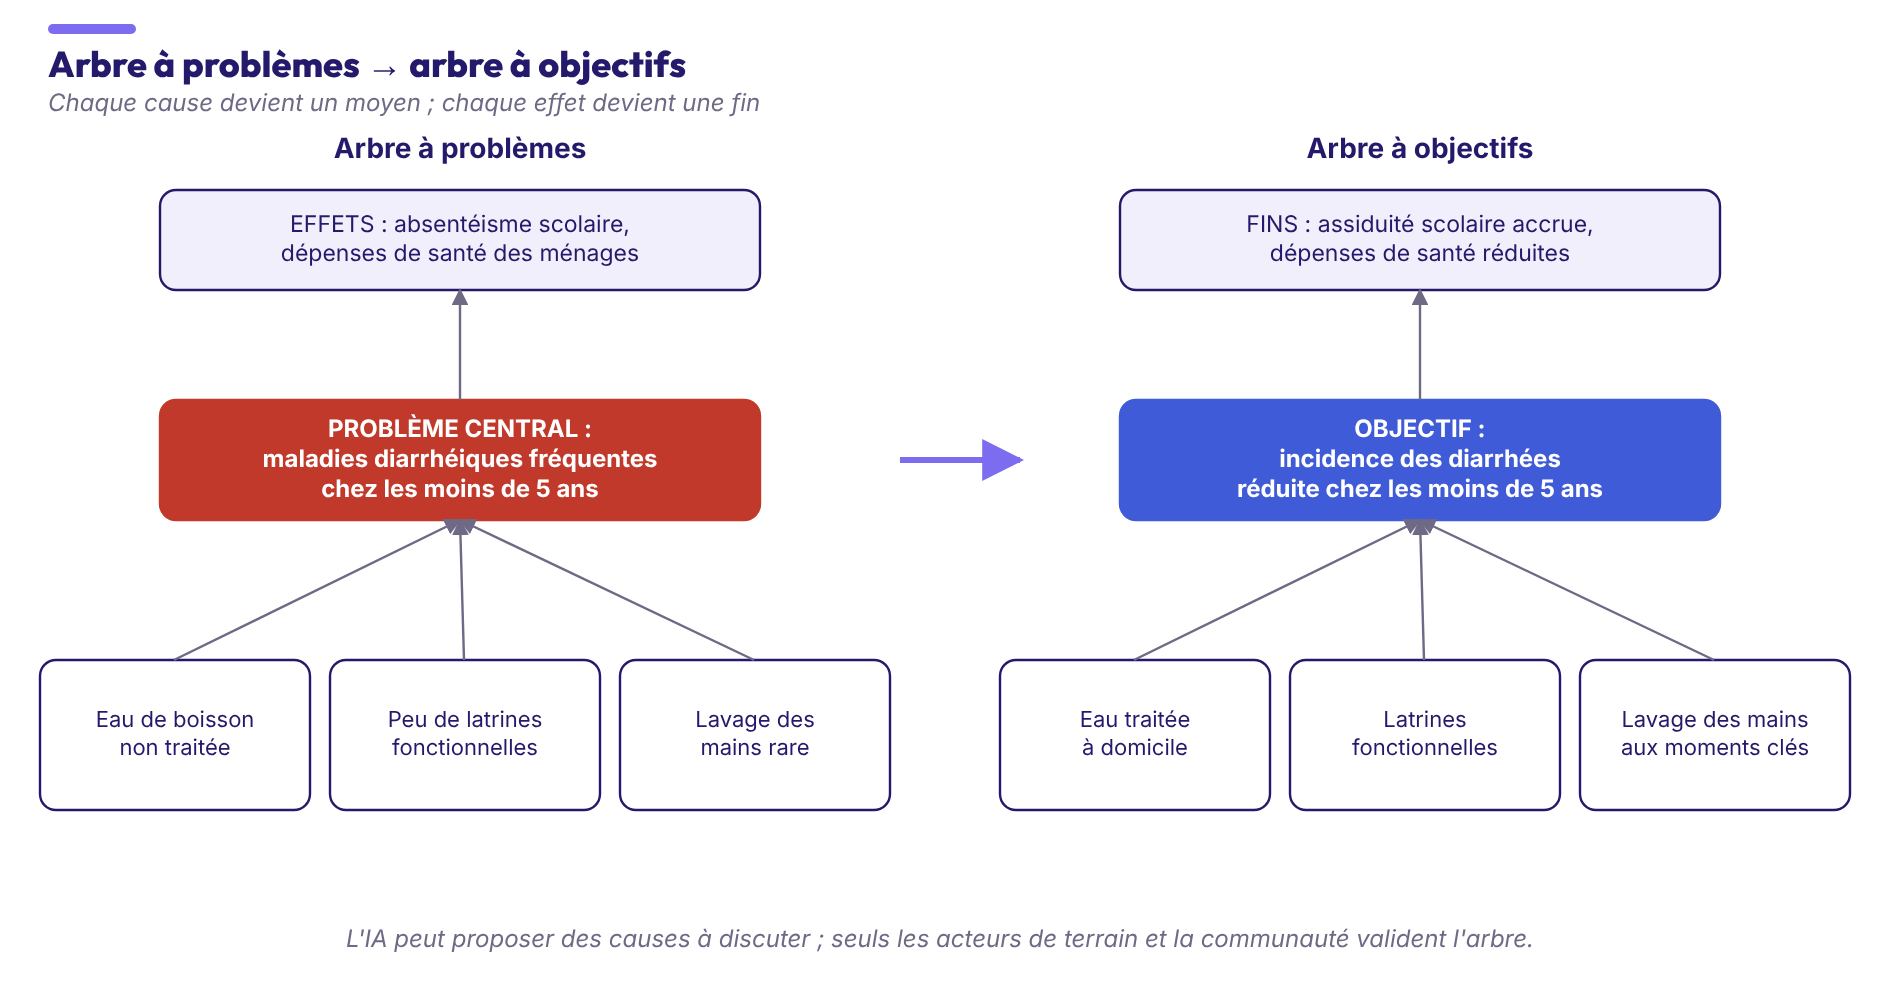 Arbre à problèmes → arbre à objectifs
Chaque cause devient un moyen ; chaque effet devient une fin
Arbre à problèmes
EFFETS : absentéisme scolaire,
dépenses de santé des ménages
PROBLÈME CENTRAL :
maladies diarrhéiques fréquentes
chez les moins de 5 ans
Eau de boisson
non traitée
Peu de latrines
fonctionnelles
Lavage des
mains rare
Arbre à objectifs
FINS : assiduité scolaire accrue,
dépenses de santé réduites
OBJECTIF :
incidence des diarrhées
réduite chez les moins de 5 ans
Eau traitée
à domicile
Latrines
fonctionnelles
Lavage des mains
aux moments clés
L'IA peut proposer des causes à discuter ; seuls les acteurs de terrain et la communauté valident l'arbre.